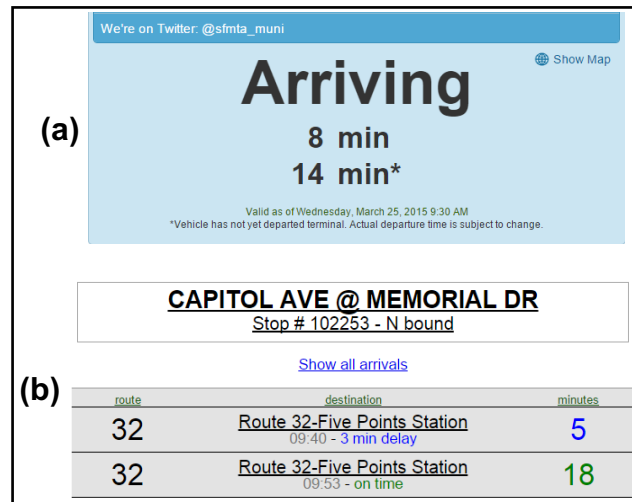 We're on Twitter: @sfmta_muni
Show Map
Arriving
(a)
8 min
14 min*
Valid as of Wednesday, March 25, 2015 9:30 AM
*Vehicle has not yet departed terminal. Actual departure time is subject to change.
CAPITOL AVE @ MEMORIAL DR
Stop # 102253 - N bound
Show all arrivals
(b)
route destination minutes
32 Route 32-Five Points Station 5
09:40 - 3 min delay
32 Route 32-Five Points Station 18
09:53 - on time